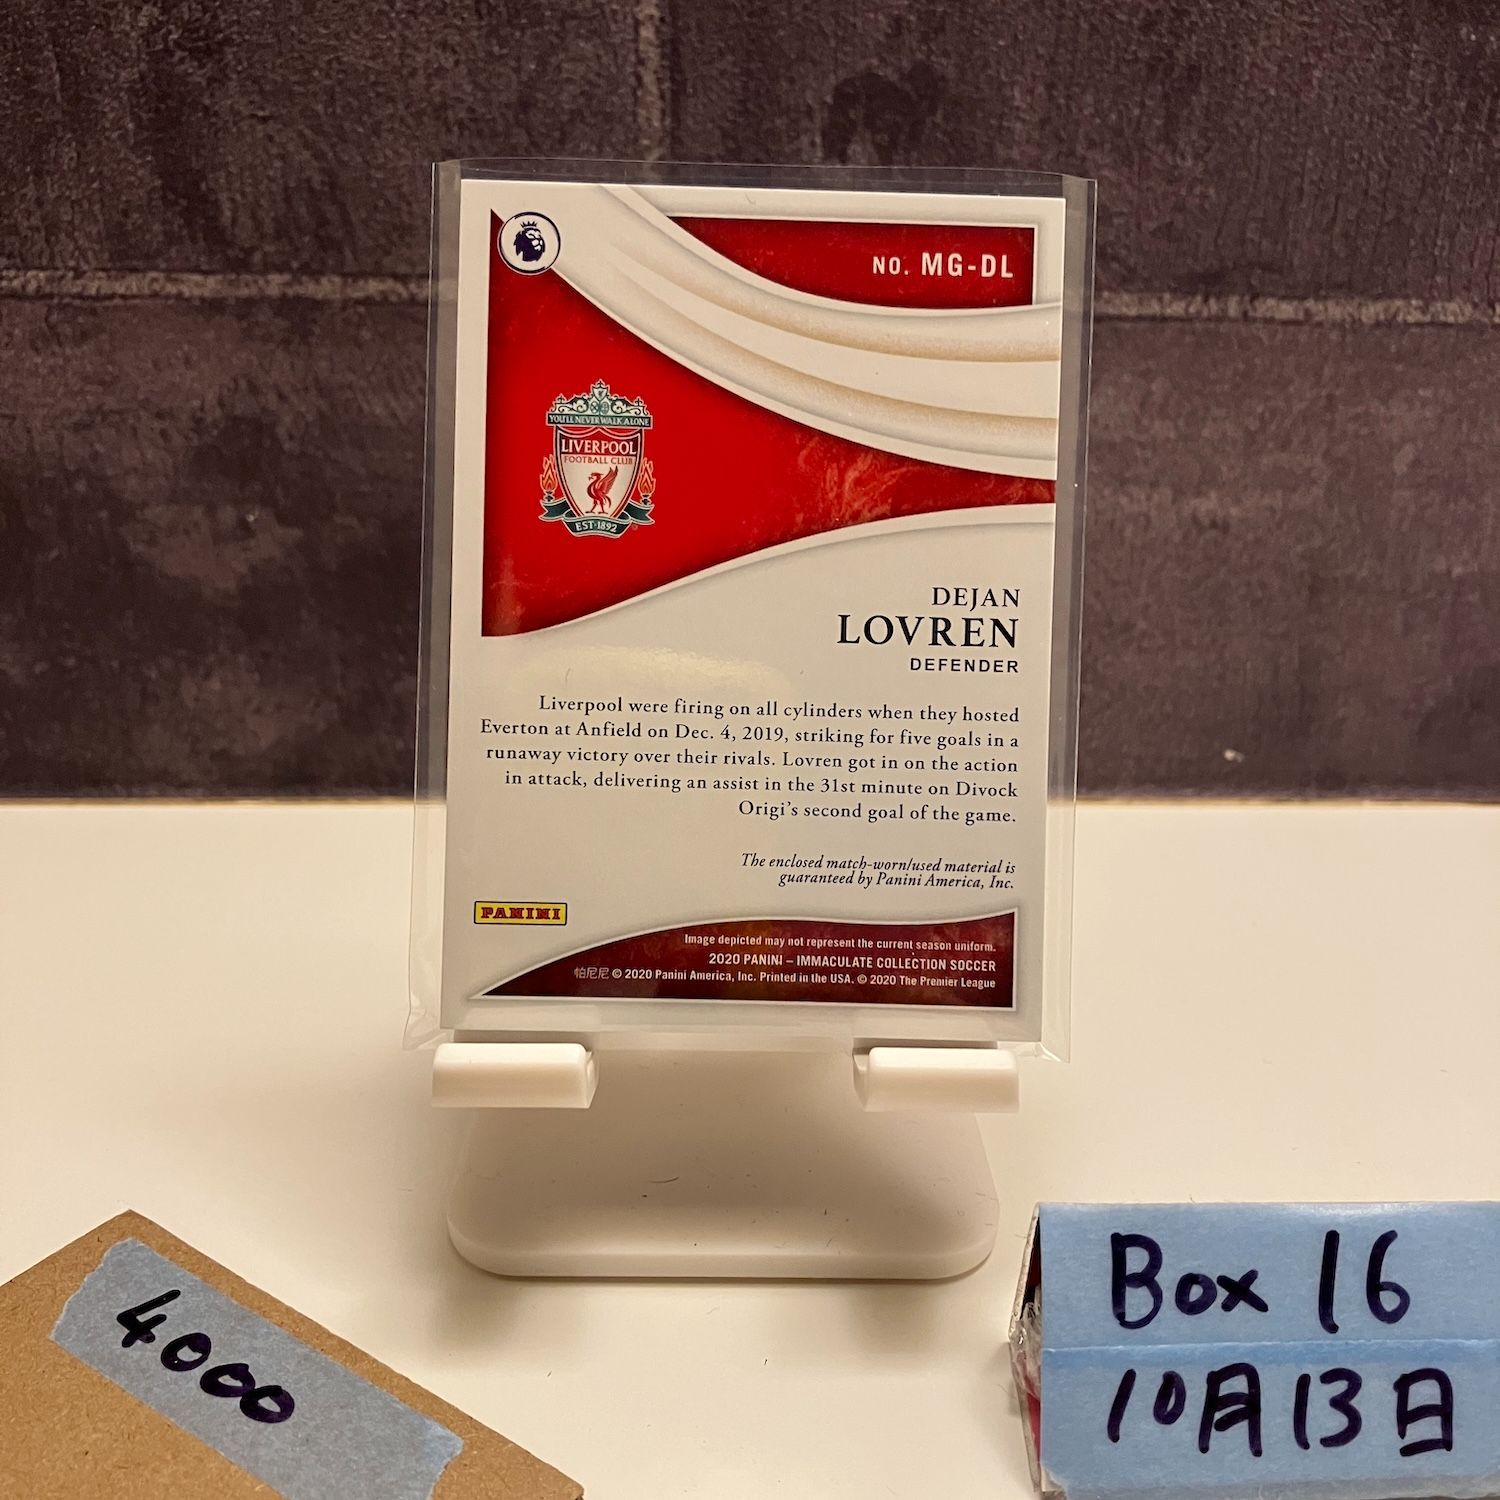 NO. MG-DL
YOU'LL NEVER WALK ALONE
LIVERPOOL
FOOTBALL CLUB
EST·1892
DEJAN
LOVREN
DEFENDER
Liverpool were firing on all cylinders when they hosted
Everton at Anfield on Dec. 4, 2019, striking for five goals in a
runaway victory over their rivals. Lovren got in on the action
in attack, delivering an assist in the 31st minute on Divock
Origi's second goal of the game.
The enclosed match-worn/used material is
guaranteed by Panini America, Inc.
PANINI
Image depicted may not represent the current season uniform.
2020 PANINI – IMMACULATE COLLECTION SOCCER
帕尼尼 © 2020 Panini America, Inc. Printed in the USA. © 2020 The Premier League
4000
Box 16
10月13日